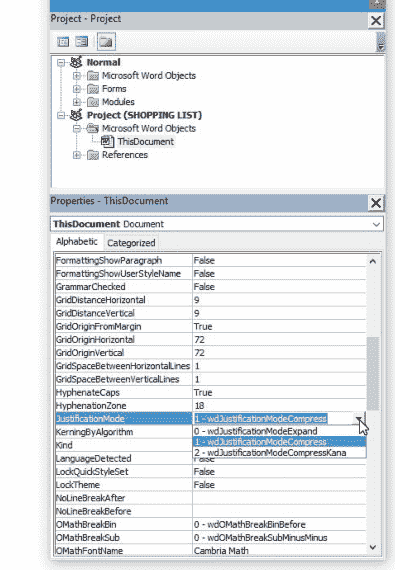 Project - Project
Normal
Microsoft Word Objects
Forms
Modules
Project (SHOPPING LIST)
Microsoft Word Objects
ThisDocument
References
Properties - ThisDocument
ThisDocument Document
Alphabetic Categorized
FormattingShowParagraph False
FormattingShowUserStyleName False
GrammarChecked False
GridDistanceHorizontal 9
GridDistanceVertical 9
GridOriginFromMargin True
GridOriginHorizontal 72
GridOriginVertical 72
GridSpaceBetweenHorizontalLines 1
GridSpaceBetweenVerticalLines 1
HyphenateCaps True
HyphenationZone 18
JustificationMode 1 - wdJustificationModeCompress
KerningByAlgorithm 0 - wdJustificationModeExpand
Kind 1 - wdJustificationModeCompress
LanguageDetected 2 - wdJustificationModeCompressKana
LockQuickStyleSet False
LockTheme False
NoLineBreakAfter
NoLineBreakBefore
OMathBreakBin 0 - wdOMathBreakBinBefore
OMathBreakSub 0 - wdOMathBreakSubMinusMinus
OMathFontName Cambria Math